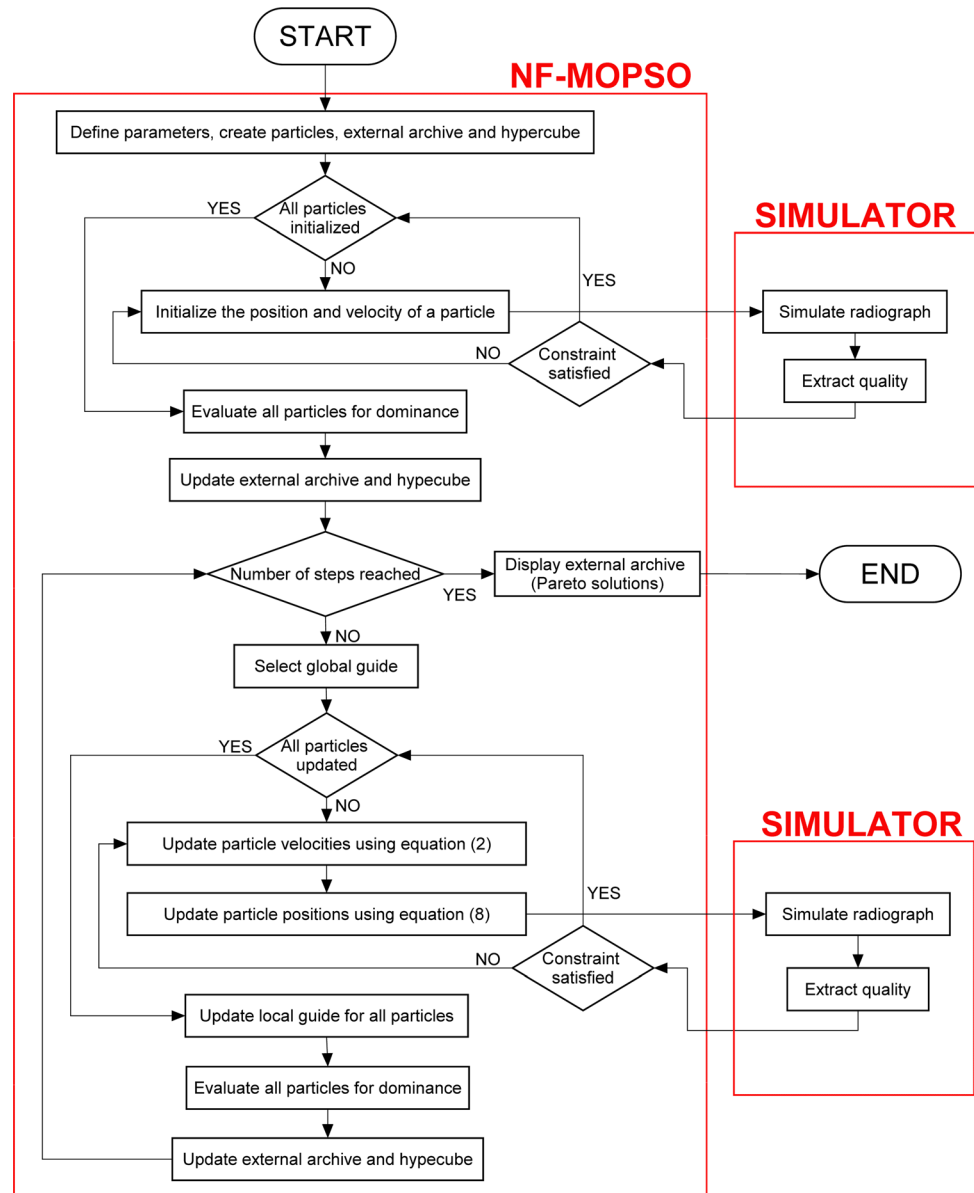 START
NF-MOPSO
Define parameters, create particles, external archive and hypercube
All particles
initialized
YES
NO
Initialize the position and velocity of a particle
SIMULATOR
Simulate radiograph
Extract quality
YES
NO
Constraint
satisfied
Evaluate all particles for dominance
Update external archive and hypecube
Number of steps reached
YES
Display external archive
(Pareto solutions)
END
NO
Select global guide
All particles
updated
YES
NO
Update particle velocities using equation (2)
Update particle positions using equation (8)
SIMULATOR
Simulate radiograph
Extract quality
YES
NO
Constraint
satisfied
Update local guide for all particles
Evaluate all particles for dominance
Update external archive and hypecube